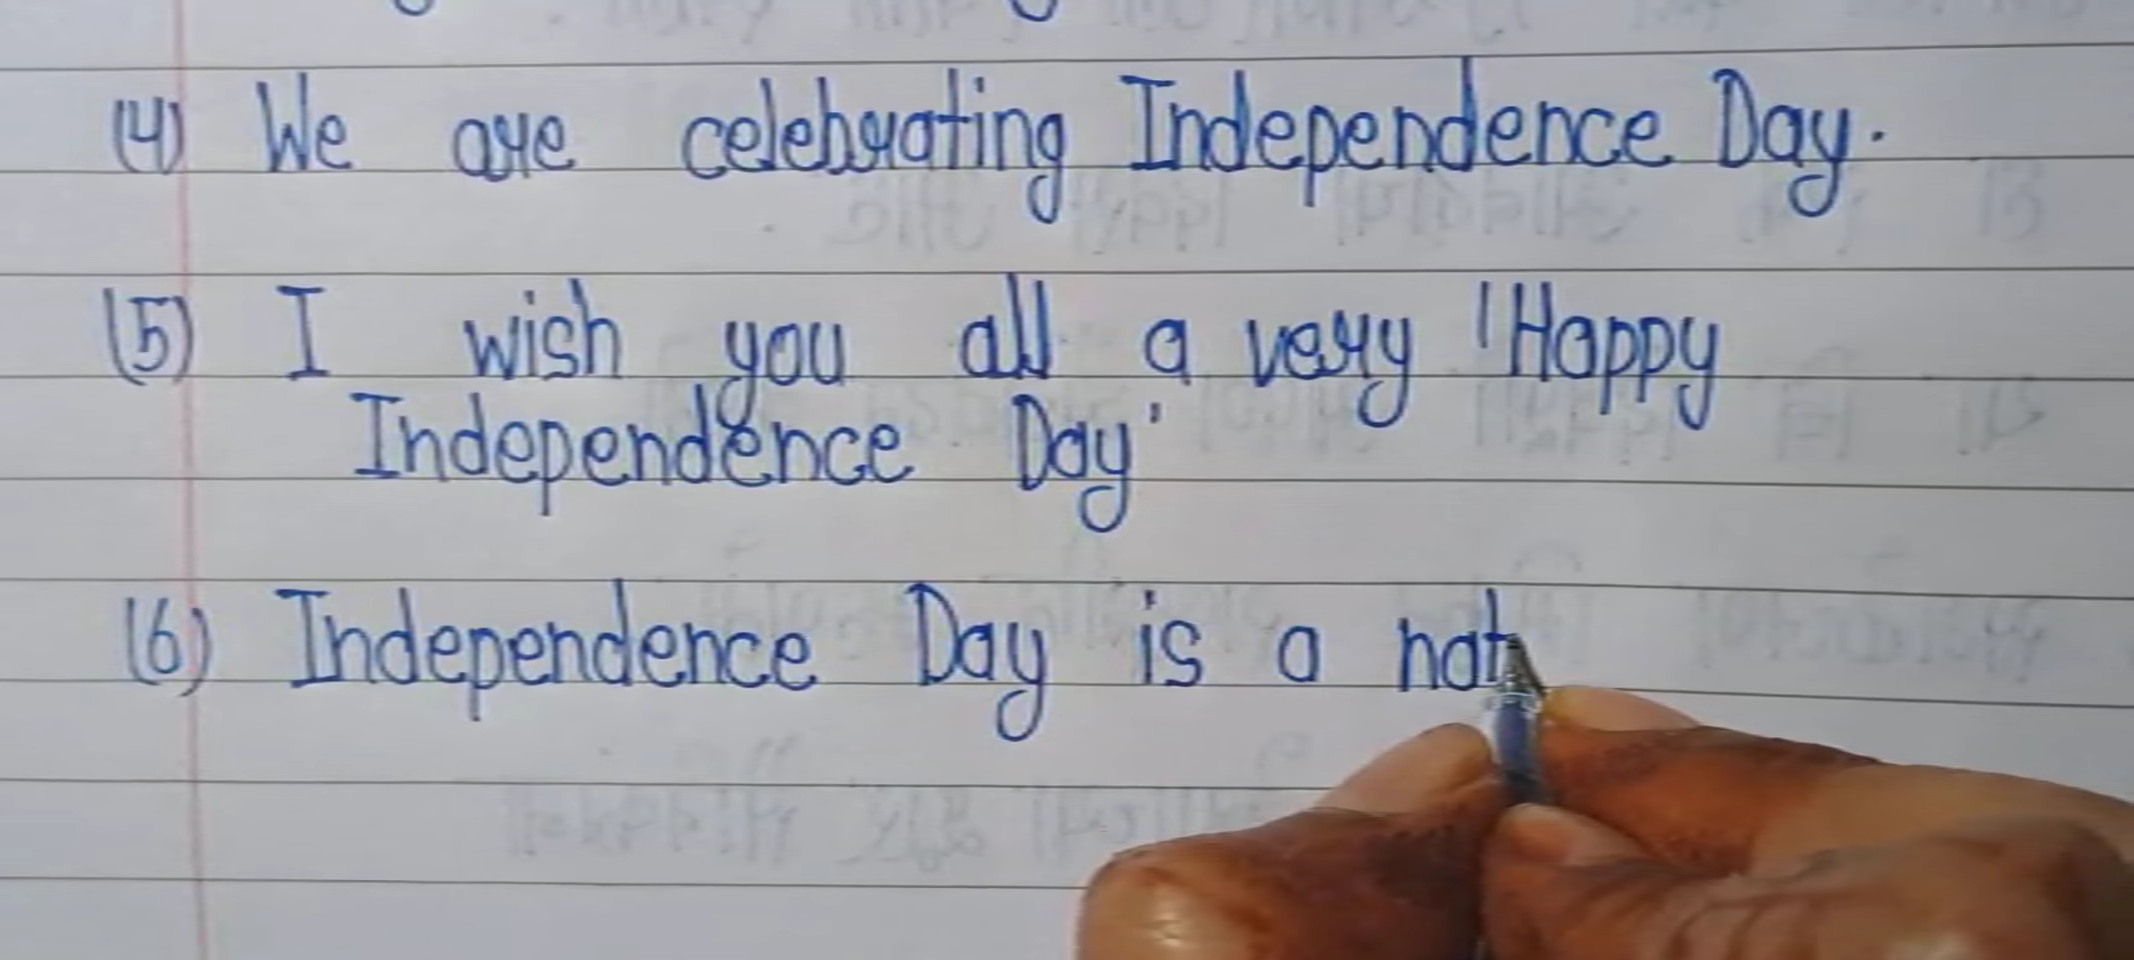 (4) We are celebrating Independence Day.
(5) I wish you all a very 'Happy
Independence Day'
(6) Independence Day is a nat